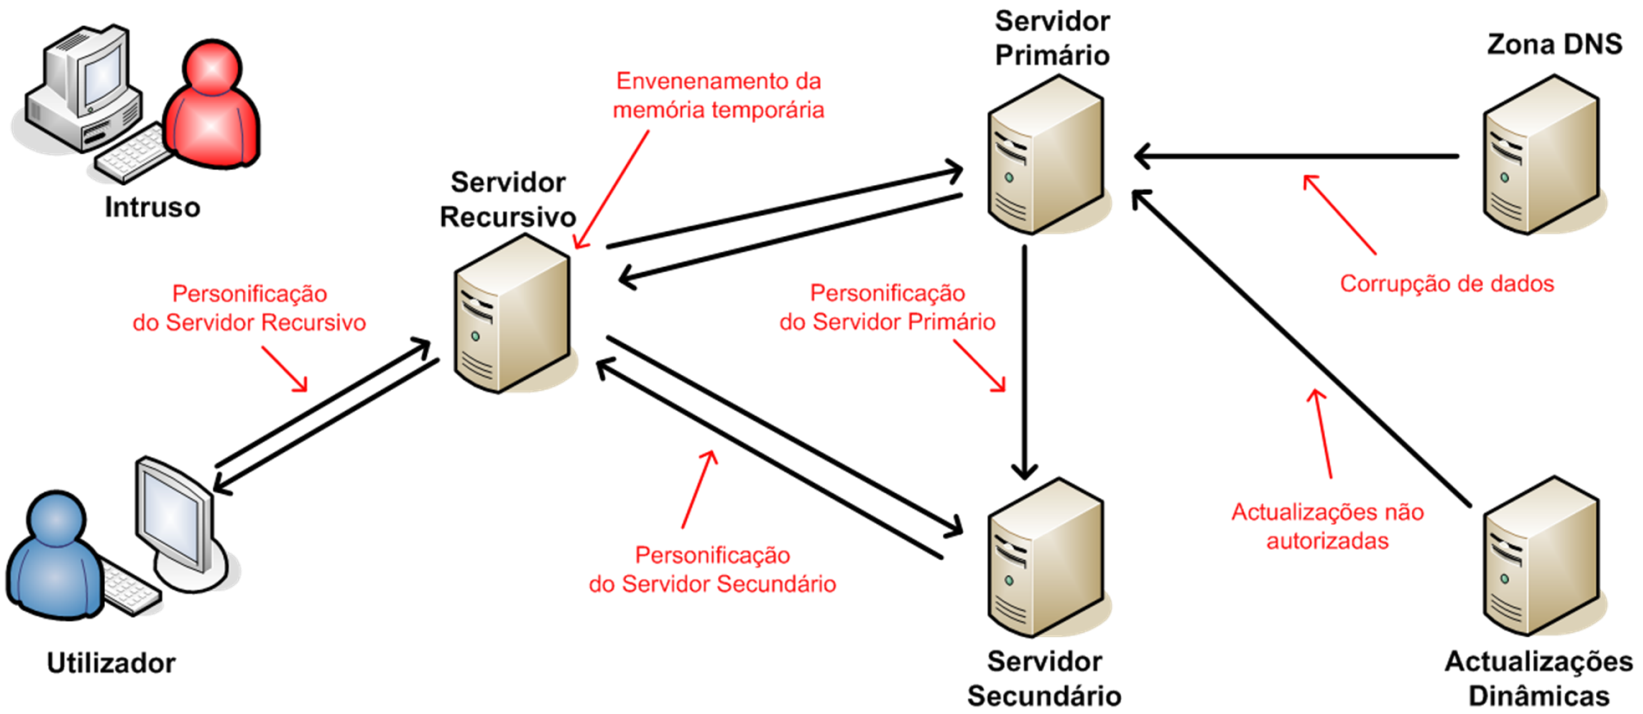 Servidor
Primário
Zona DNS
Envenenamento da
memória temporária
Intruso
Servidor
Recursivo
Corrupção de dados
Personificação
do Servidor Recursivo
Personificação
do Servidor Primário
Actualizações não
autorizadas
Personificação
do Servidor Secundário
Utilizador
Servidor
Secundário
Actualizações
Dinâmicas